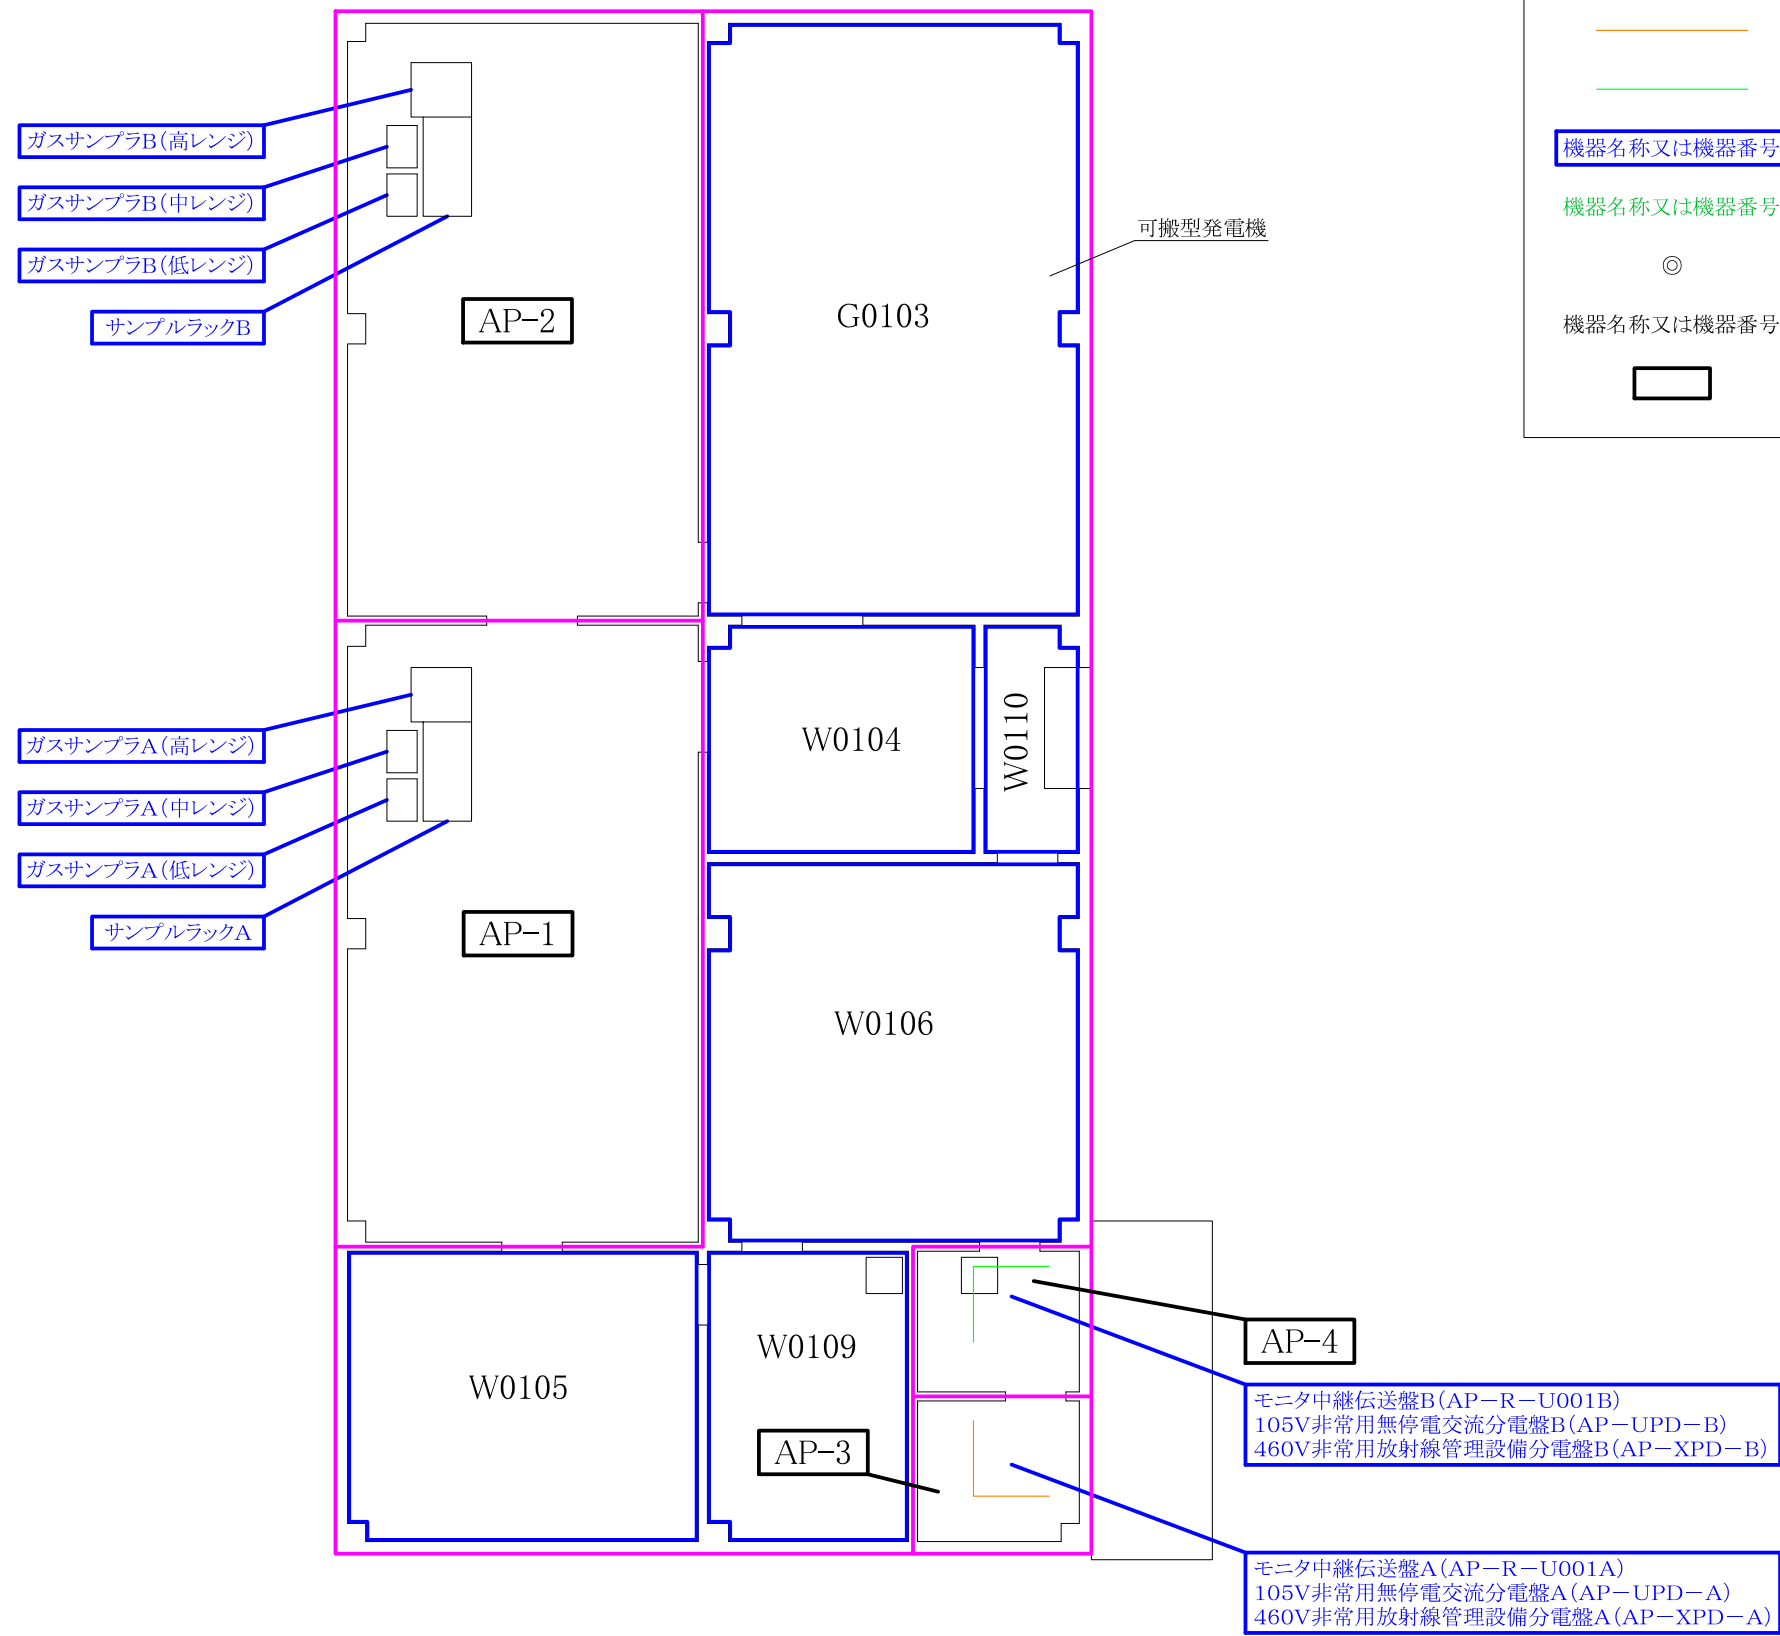 機器名称又は機器番号
機器名称又は機器番号
◎
機器名称又は機器番号
ガスサンプラB(高レンジ)
ガスサンプラB(中レンジ)
ガスサンプラB(低レンジ)
サンプルラックB
AP-2
G0103
可搬型発電機
ガスサンプラA(高レンジ)
ガスサンプラA(中レンジ)
ガスサンプラA(低レンジ)
サンプルラックA
AP-1
W0104
W0110
W0106
W0105
W0109
AP-3
AP-4
モニタ中継伝送盤B(AP-R-U001B)
105V非常用無停電交流分電盤B(AP-UPD-B)
460V非常用放射線管理設備分電盤B(AP-XPD-B)
モニタ中継伝送盤A(AP-R-U001A)
105V非常用無停電交流分電盤A(AP-UPD-A)
460V非常用放射線管理設備分電盤A(AP-XPD-A)